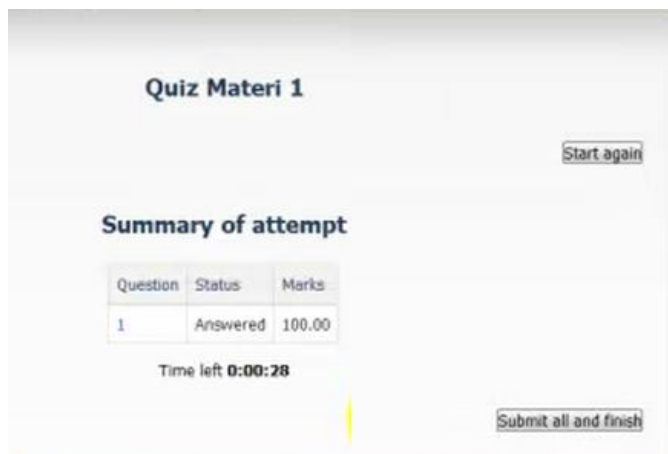 Quiz Materi 1
Start again
Summary of attempt
Question Status Marks
1 Answered 100.00
Time left 0:00:28
Submit all and finish